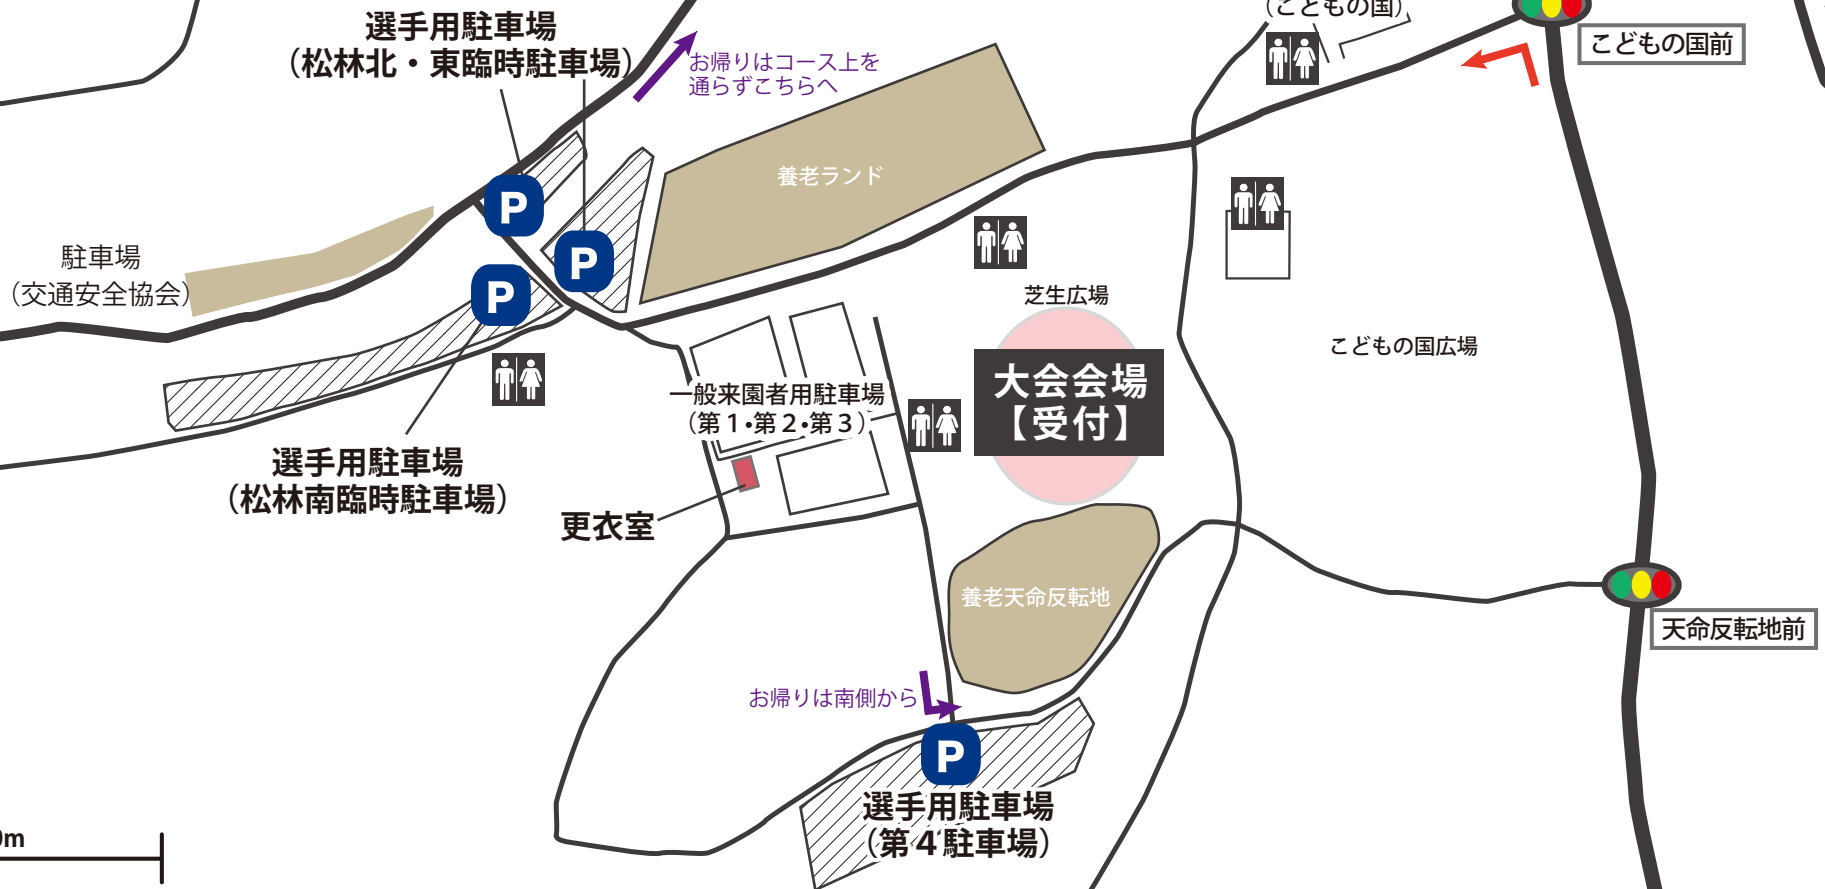 選手用駐車場
（松林北・東臨時駐車場）
お帰りはコース上を
通らずこちらへ
（こどもの国）
こどもの国前
養老ランド
P
P
P
駐車場
（交通安全協会）
芝生広場
こどもの国広場
大会会場
【受付】
一般来園者用駐車場
（第１・第２・第３）
選手用駐車場
（松林南臨時駐車場）
更衣室
養老天命反転地
天命反転地前
お帰りは南側から
P
選手用駐車場
（第４駐車場）
0m